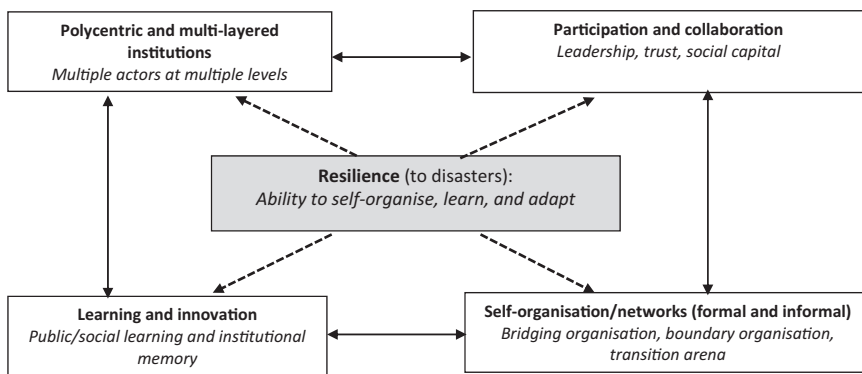 Polycentric and multi-layered
institutions
Multiple actors at multiple levels
Participation and collaboration
Leadership, trust, social capital
Resilience (to disasters):
Ability to self-organise, learn, and adapt
Learning and innovation
Public/social learning and institutional
memory
Self-organisation/networks (formal and informal)
Bridging organisation, boundary organisation,
transition arena